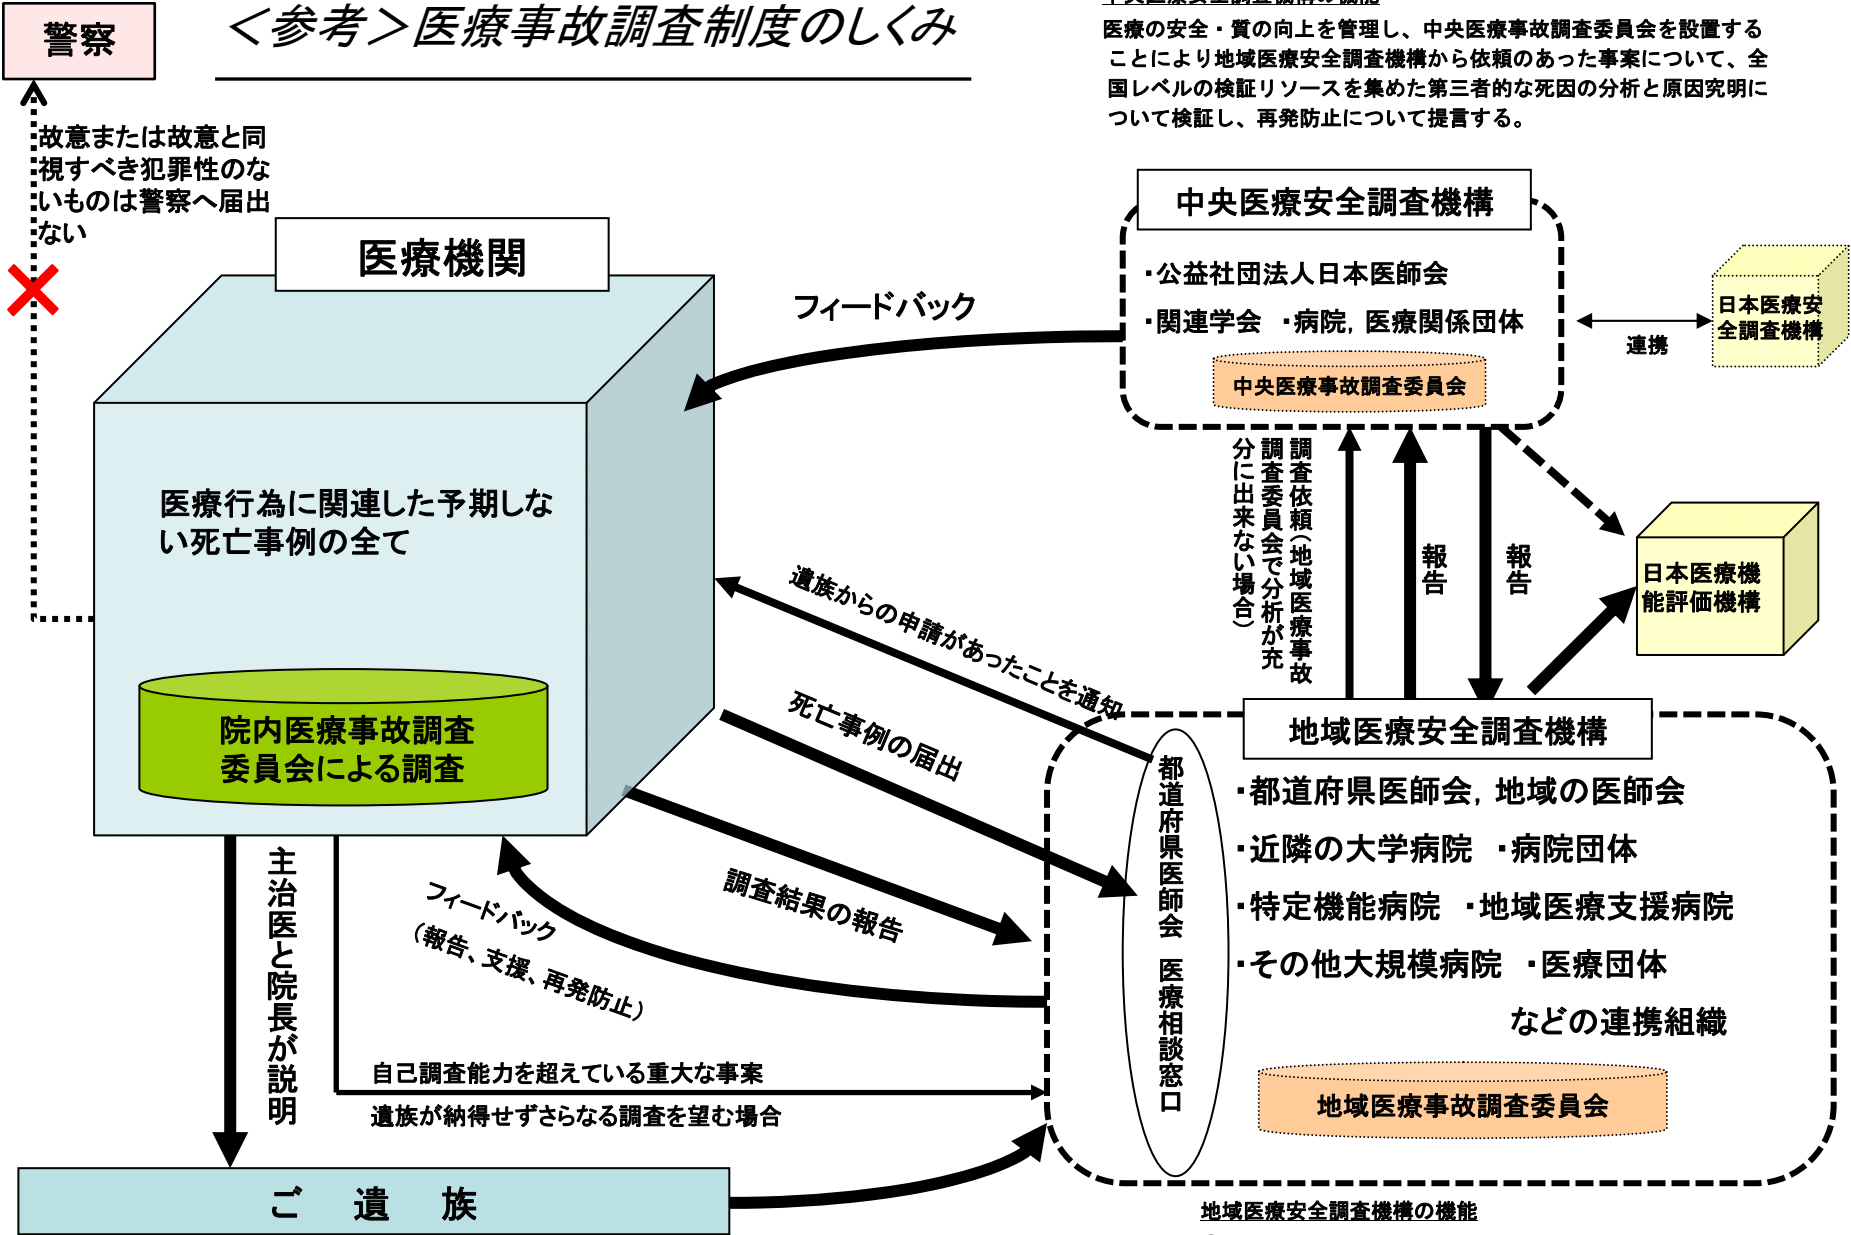 警察
＜参考＞医療事故調査制度のしくみ
医療の安全・質の向上を管理し、中央医療事故調査委員会を設置する
ことにより地域医療安全調査機構から依頼のあった事案について、全
国レベルの検証リソースを集めた第三者的な死因の分析と原因究明に
ついて検証し、再発防止について提言する。
故意または故意と同
視すべき犯罪性のな
いものは警察へ届出
ない
医療機関
医療行為に関連した予期しな
い死亡事例の全て
院内医療事故調査
委員会による調査
フィードバック
中央医療安全調査機構
・公益社団法人日本医師会
・関連学会 ・病院, 医療関係団体
中央医療事故調査委員会
連携
日本医療安
全調査機構
調査依頼（地域医療事故
調査委員会で分析が充
分に出来ない場合）
報告
報告
日本医療機
能評価機構
遺族からの申請があったことを通知
死亡事例の届出
調査結果の報告
フィードバック
（報告、支援、再発防止）
主治医と院長が説明
自己調査能力を超えている重大な事案
遺族が納得せずさらなる調査を望む場合
ご 遺 族
地域医療安全調査機構
都道府県医師会 医療相談窓口
・都道府県医師会, 地域の医師会
・近隣の大学病院 ・病院団体
・特定機能病院 ・地域医療支援病院
・その他大規模病院 ・医療団体
などの連携組織
地域医療事故調査委員会
地域医療安全調査機構の機能